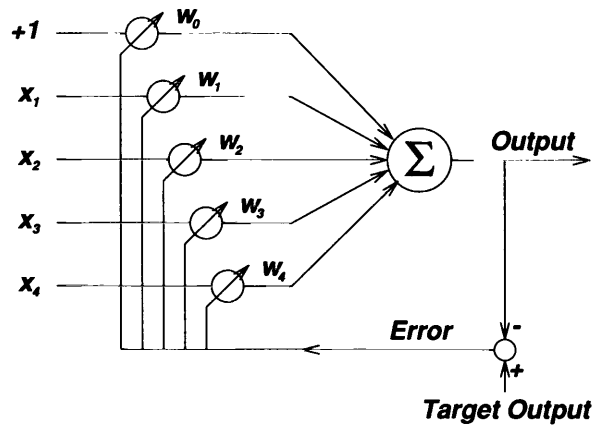 +1 W₀
X₁ W₁
X₂ W₂ Σ Output
X₃ W₃
X₄ W₄
Error -
+
Target Output